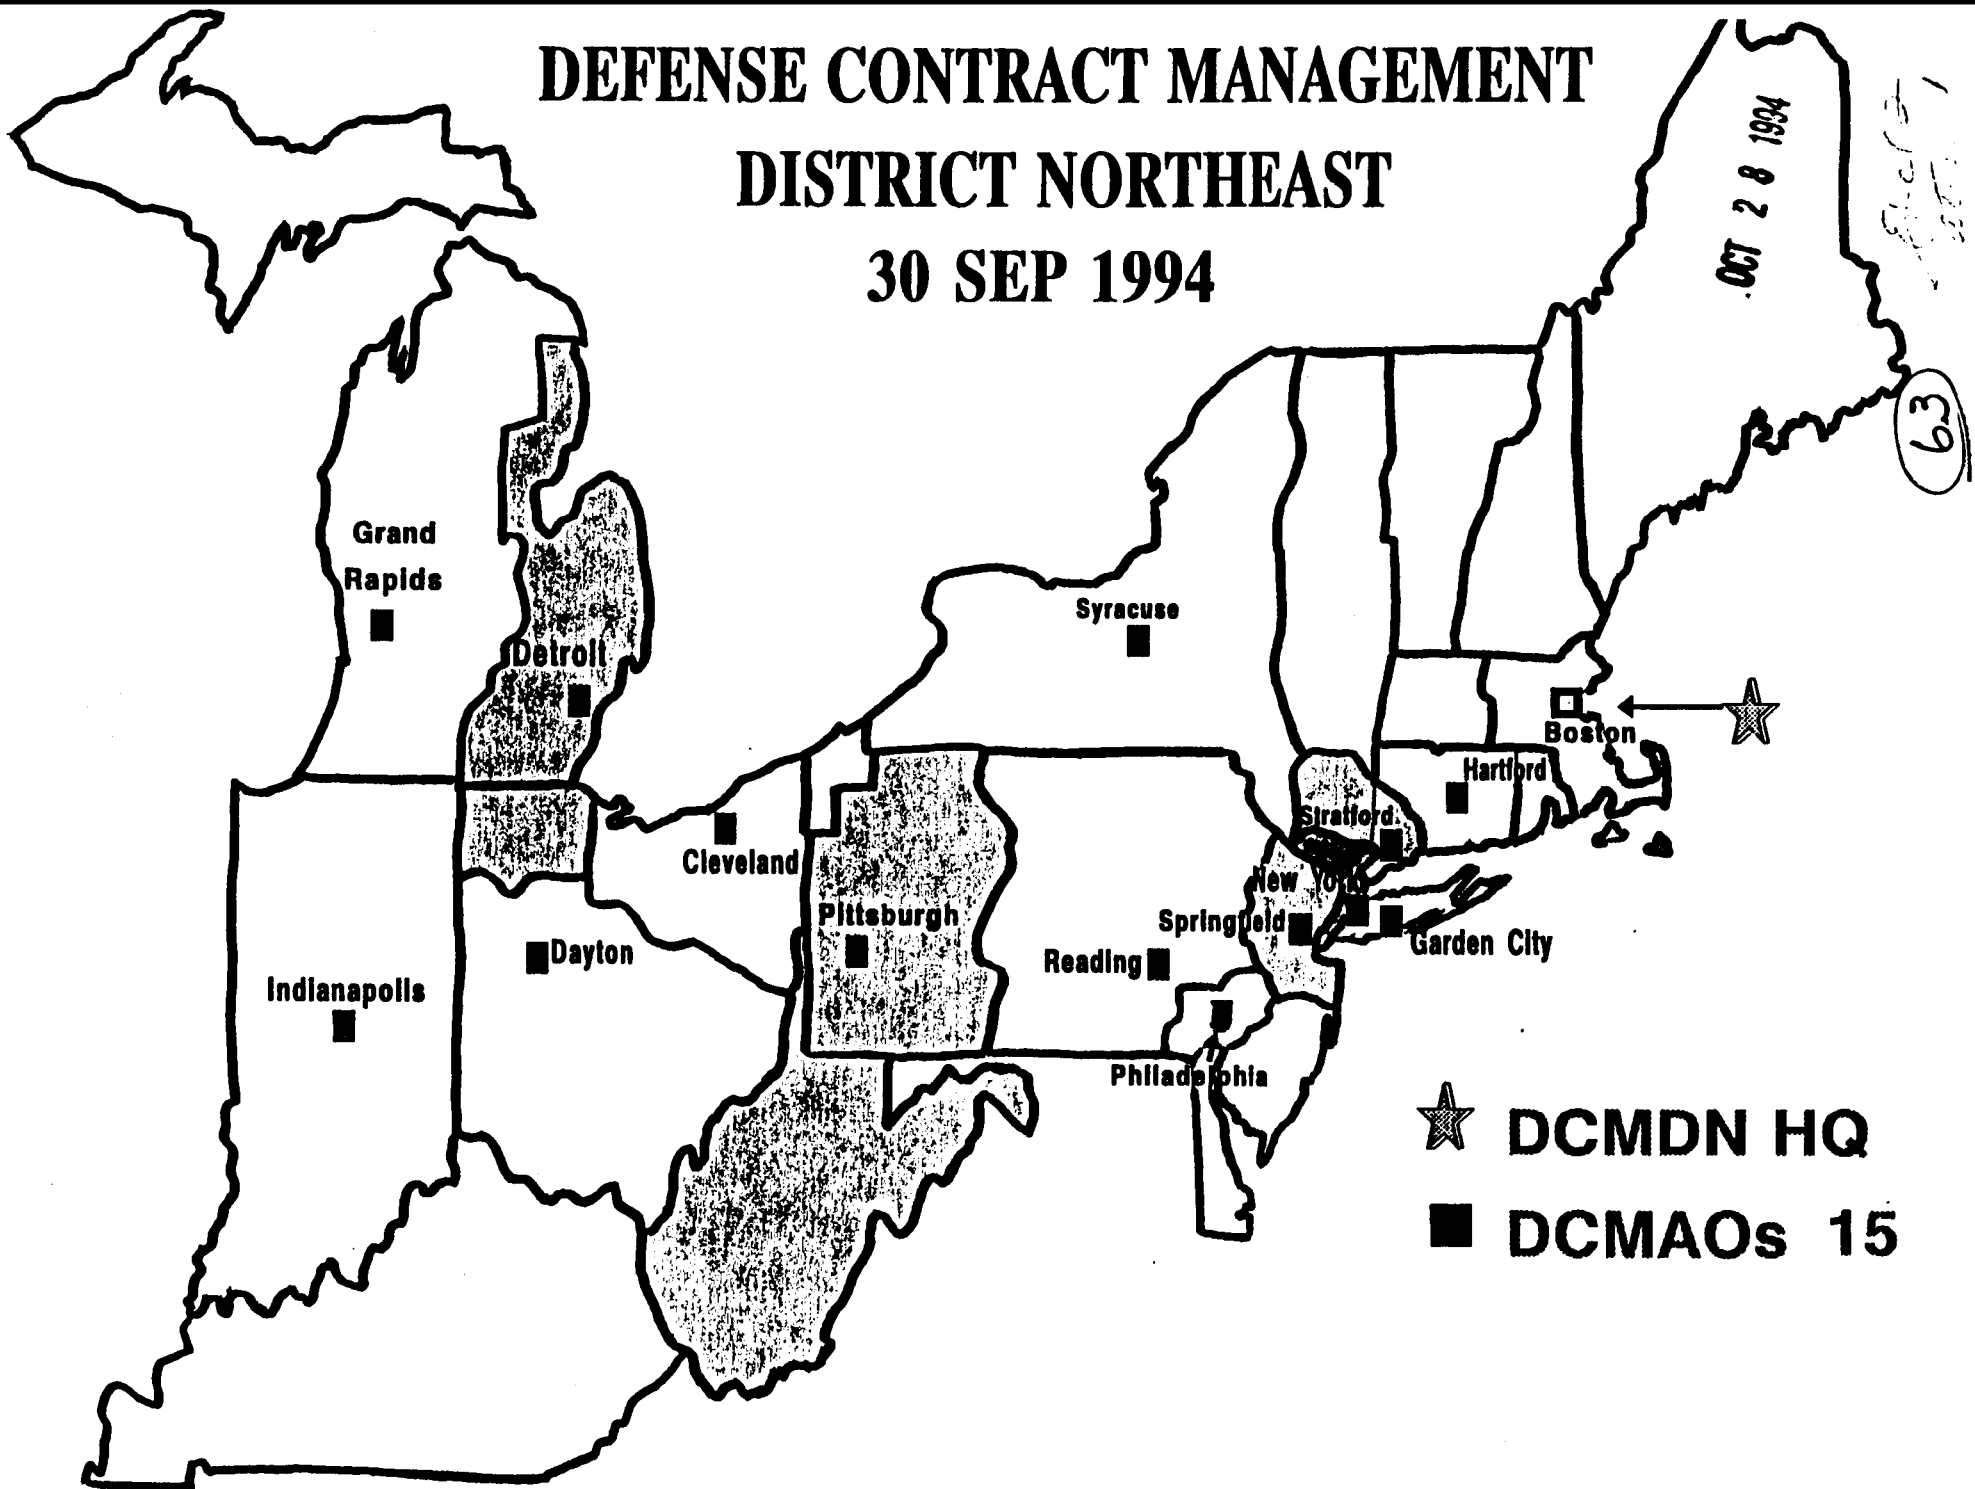 DEFENSE CONTRACT MANAGEMENT
DISTRICT NORTHEAST
30 SEP 1994
OCT 28 1994
63
Grand
Rapids
Detroit
Syracuse
Boston
Hartford
Stratford
Cleveland
New York
Pittsburgh
Springfield
Garden City
Dayton
Reading
Indianapolis
Philadelphia
DCMDN HQ
DCMAOs 15